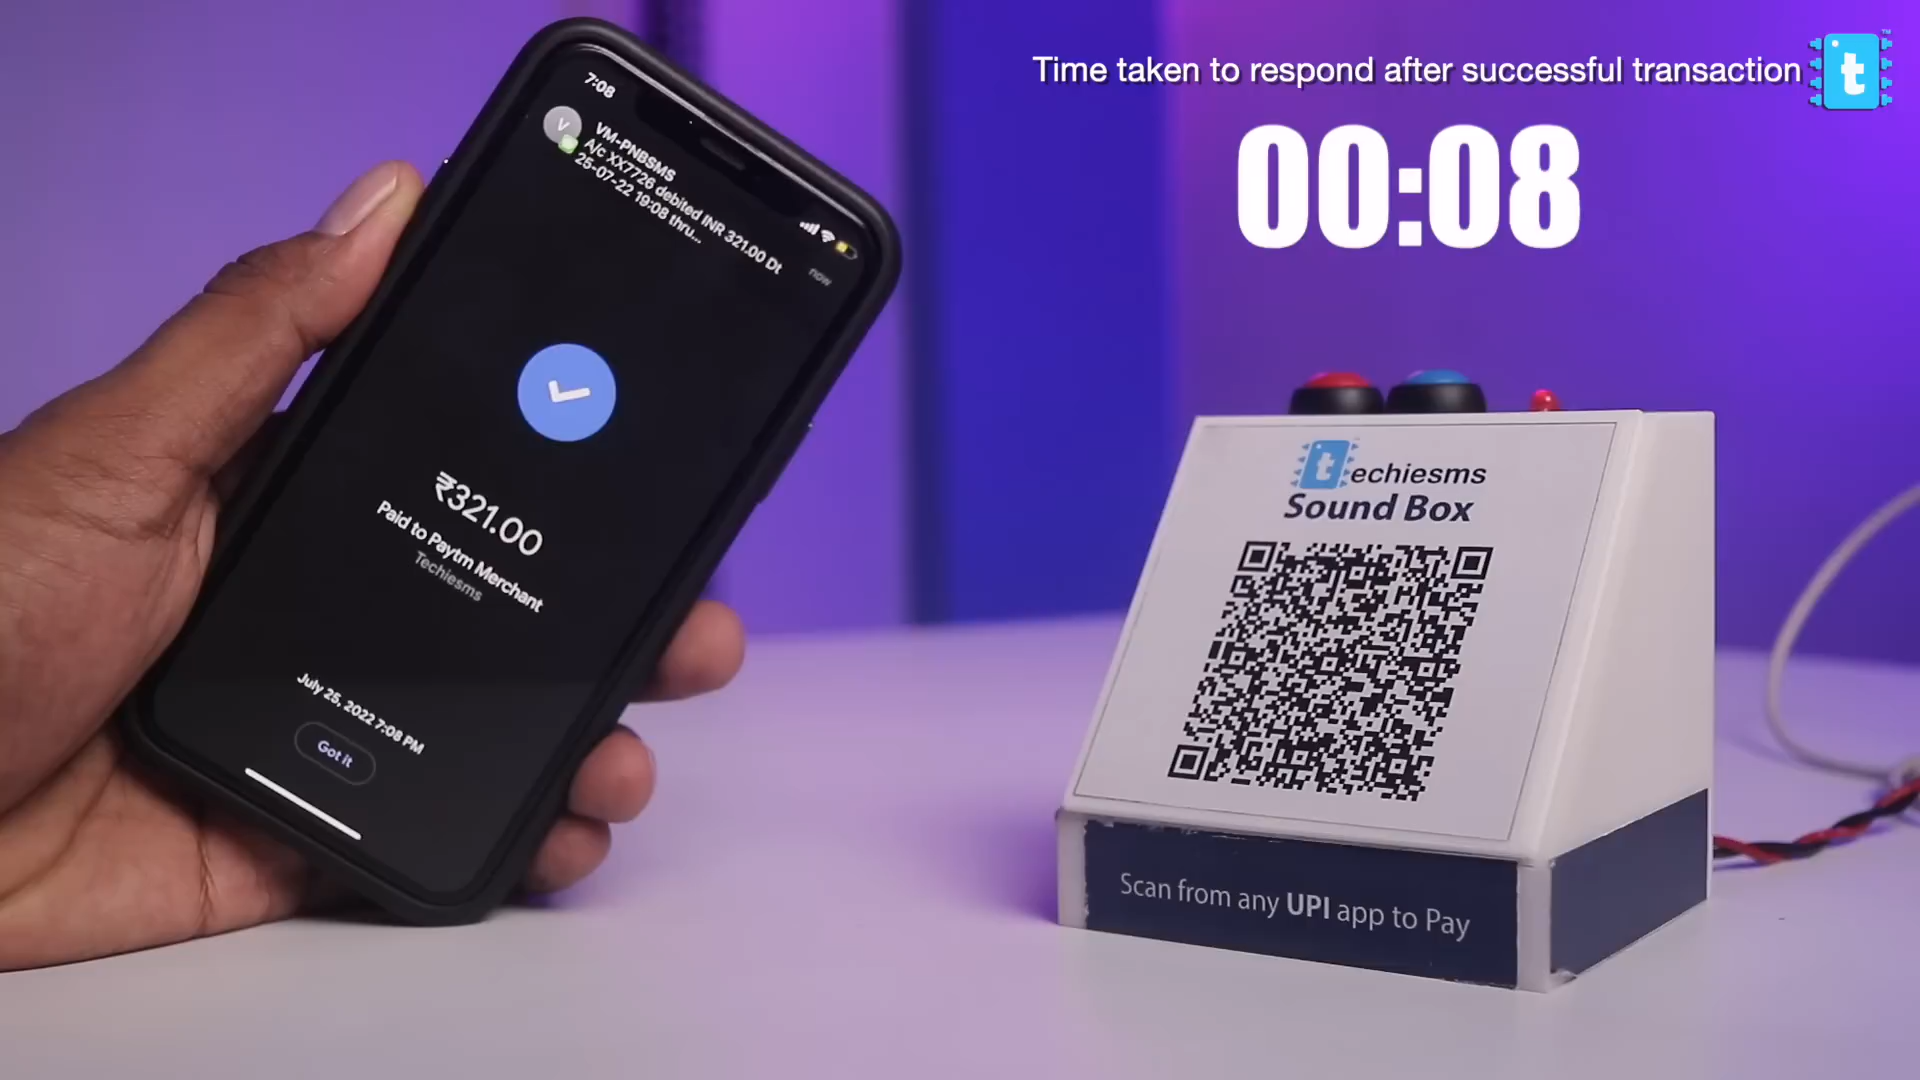 Time taken to respond after successful transaction
t
00:08
7:08
V
VM-PNBSMS
A/c XX7726 debited INR 321.00 Dt
25-07-22 19:08 thru...
now
₹321.00
Paid to Paytm Merchant
Techiesms
July 25, 2022 7:08 PM
Got it
techiesms
Sound Box
Scan from any UPI app to Pay